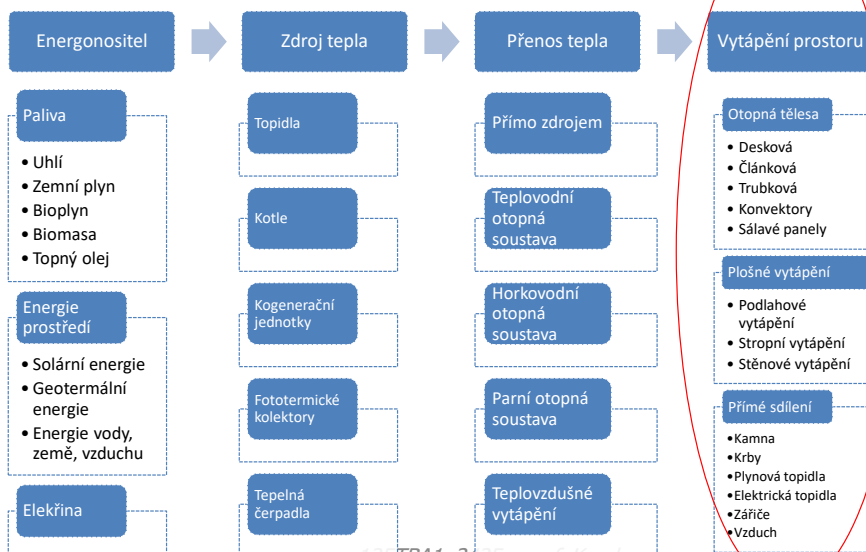 Energonositel
Zdroj tepla
Přenos tepla
Vytápění prostoru
Paliva
• Uhlí
• Zemní plyn
• Bioplyn
• Biomasa
• Topný olej
Energie
prostředí
• Solární energie
• Geotermální
energie
• Energie vody,
země, vzduchu
Elekřina
Topidla
Kotle
Kogenerační
jednotky
Fototermické
kolektory
Tepelná
čerpadla
Přímo zdrojem
Teplovodní
otopná
soustava
Horkovodní
otopná
soustava
Parní otopná
soustava
Teplovzdušné
vytápění
Otopná tělesa
• Desková
• Článková
• Trubková
• Konvektory
• Sálavé panely
Plošné vytápění
• Podlahové
vytápění
• Stropní vytápění
• Stěnové vytápění
Přímé sdílení
•Kamna
•Krby
•Plynová topidla
•Elektrická topidla
•Zářiče
•Vzduch